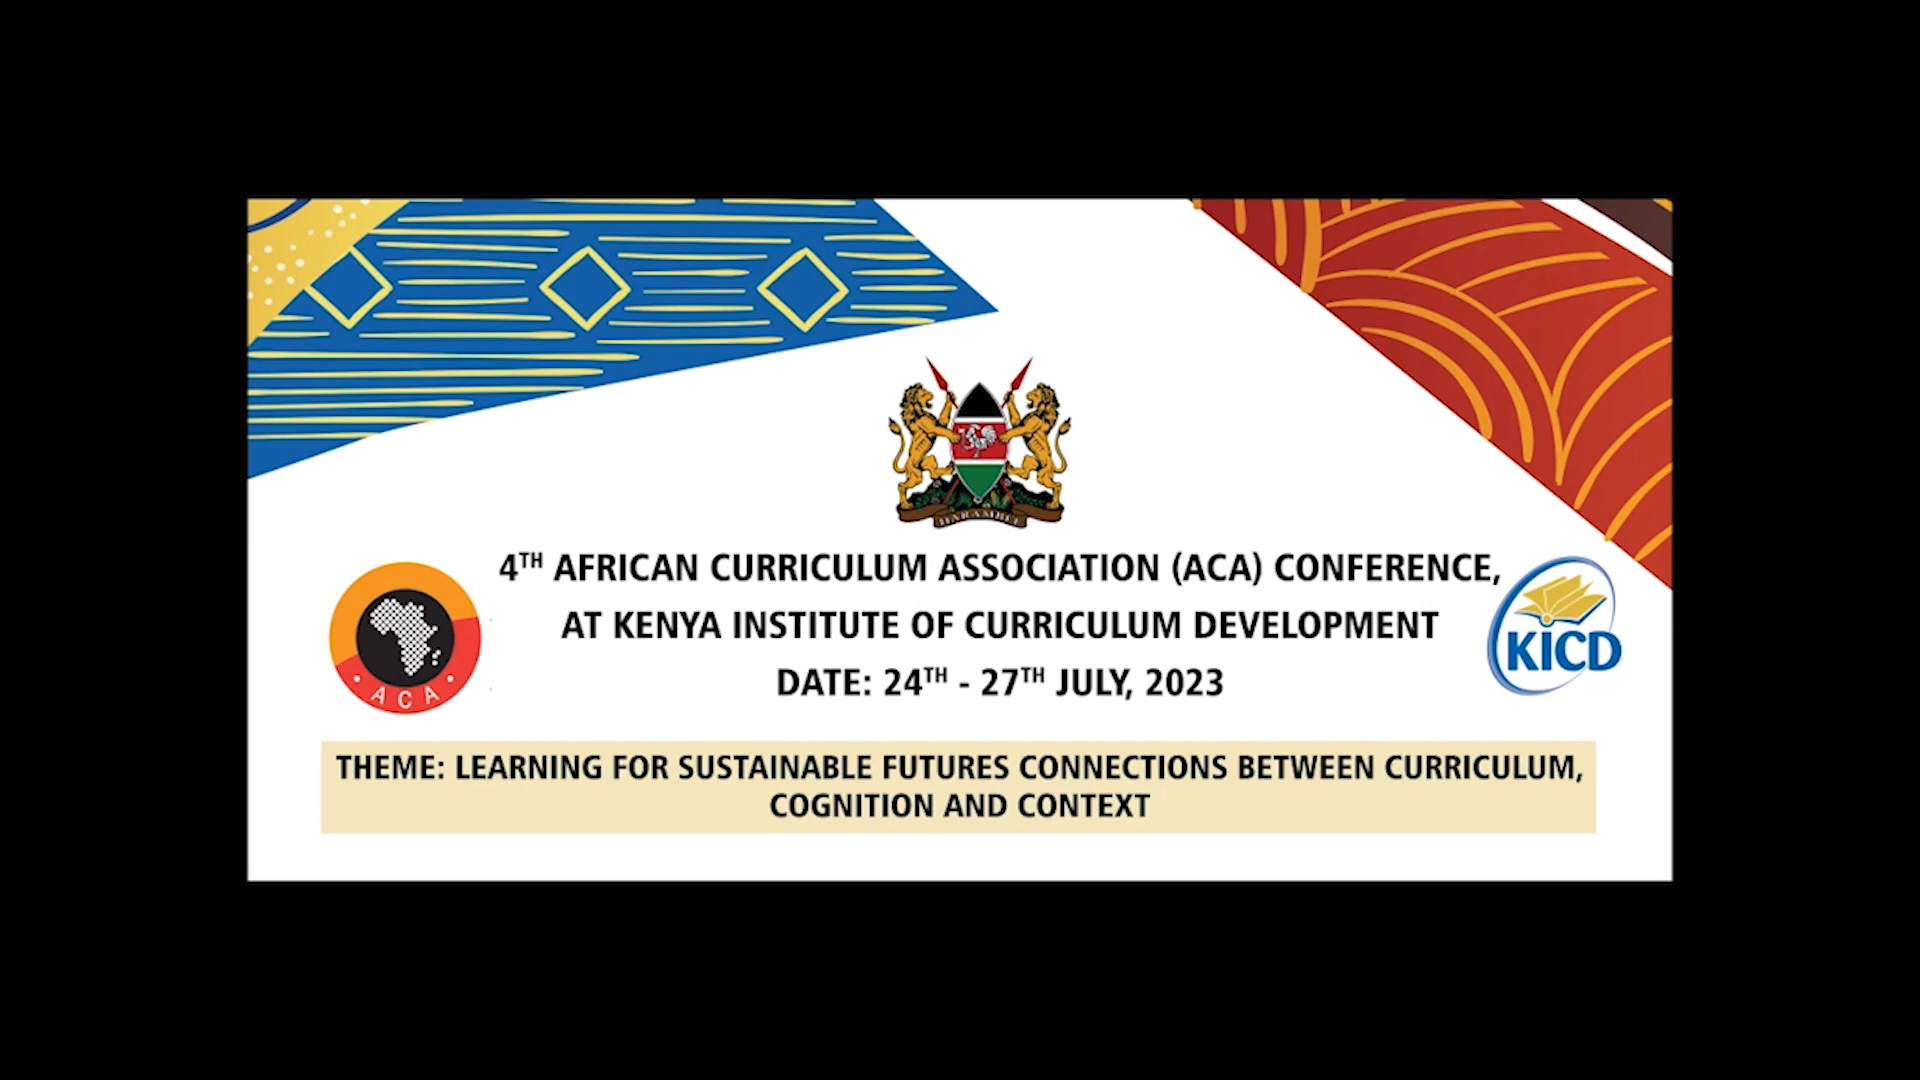 HARAMBEE
4TH AFRICAN CURRICULUM ASSOCIATION (ACA) CONFERENCE,
AT KENYA INSTITUTE OF CURRICULUM DEVELOPMENT
DATE: 24TH - 27TH JULY, 2023
ACA
KICD
THEME: LEARNING FOR SUSTAINABLE FUTURES CONNECTIONS BETWEEN CURRICULUM,
COGNITION AND CONTEXT